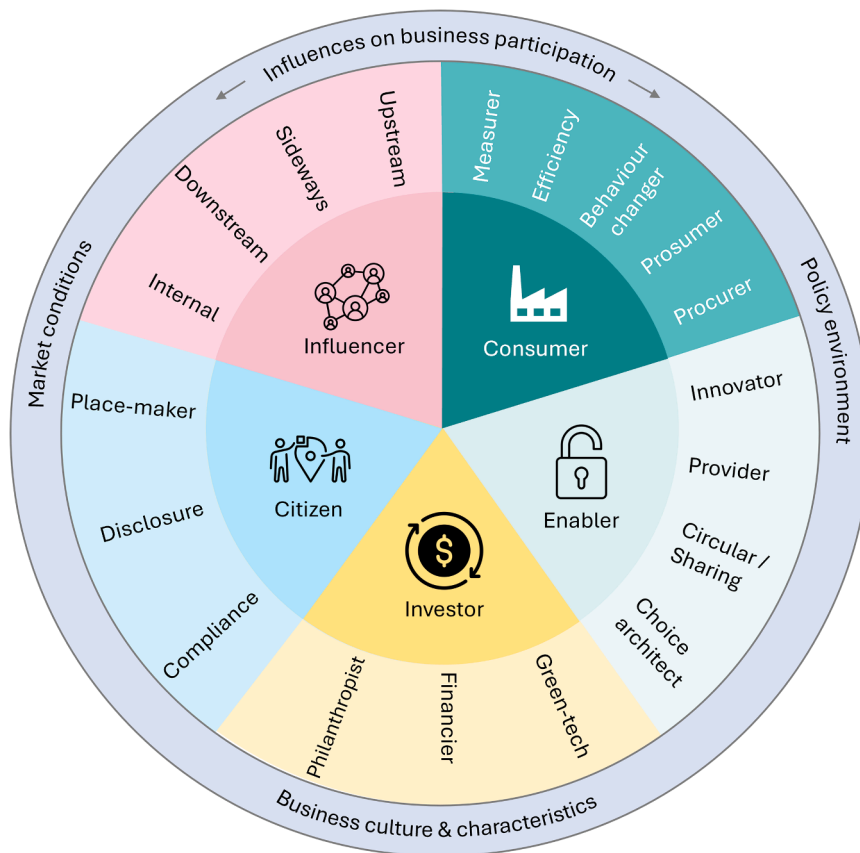 Influences on business participation
Policy environment
Business culture & characteristics
Market conditions
Consumer
Measurer
Efficiency
Behaviour
changer
Prosumer
Procurer
Enabler
Innovator
Provider
Circular /
Sharing
Choice
architect
Investor
Green-tech
Financier
Philanthropist
$
Citizen
Compliance
Disclosure
Place-maker
Influencer
Internal
Downstream
Sideways
Upstream